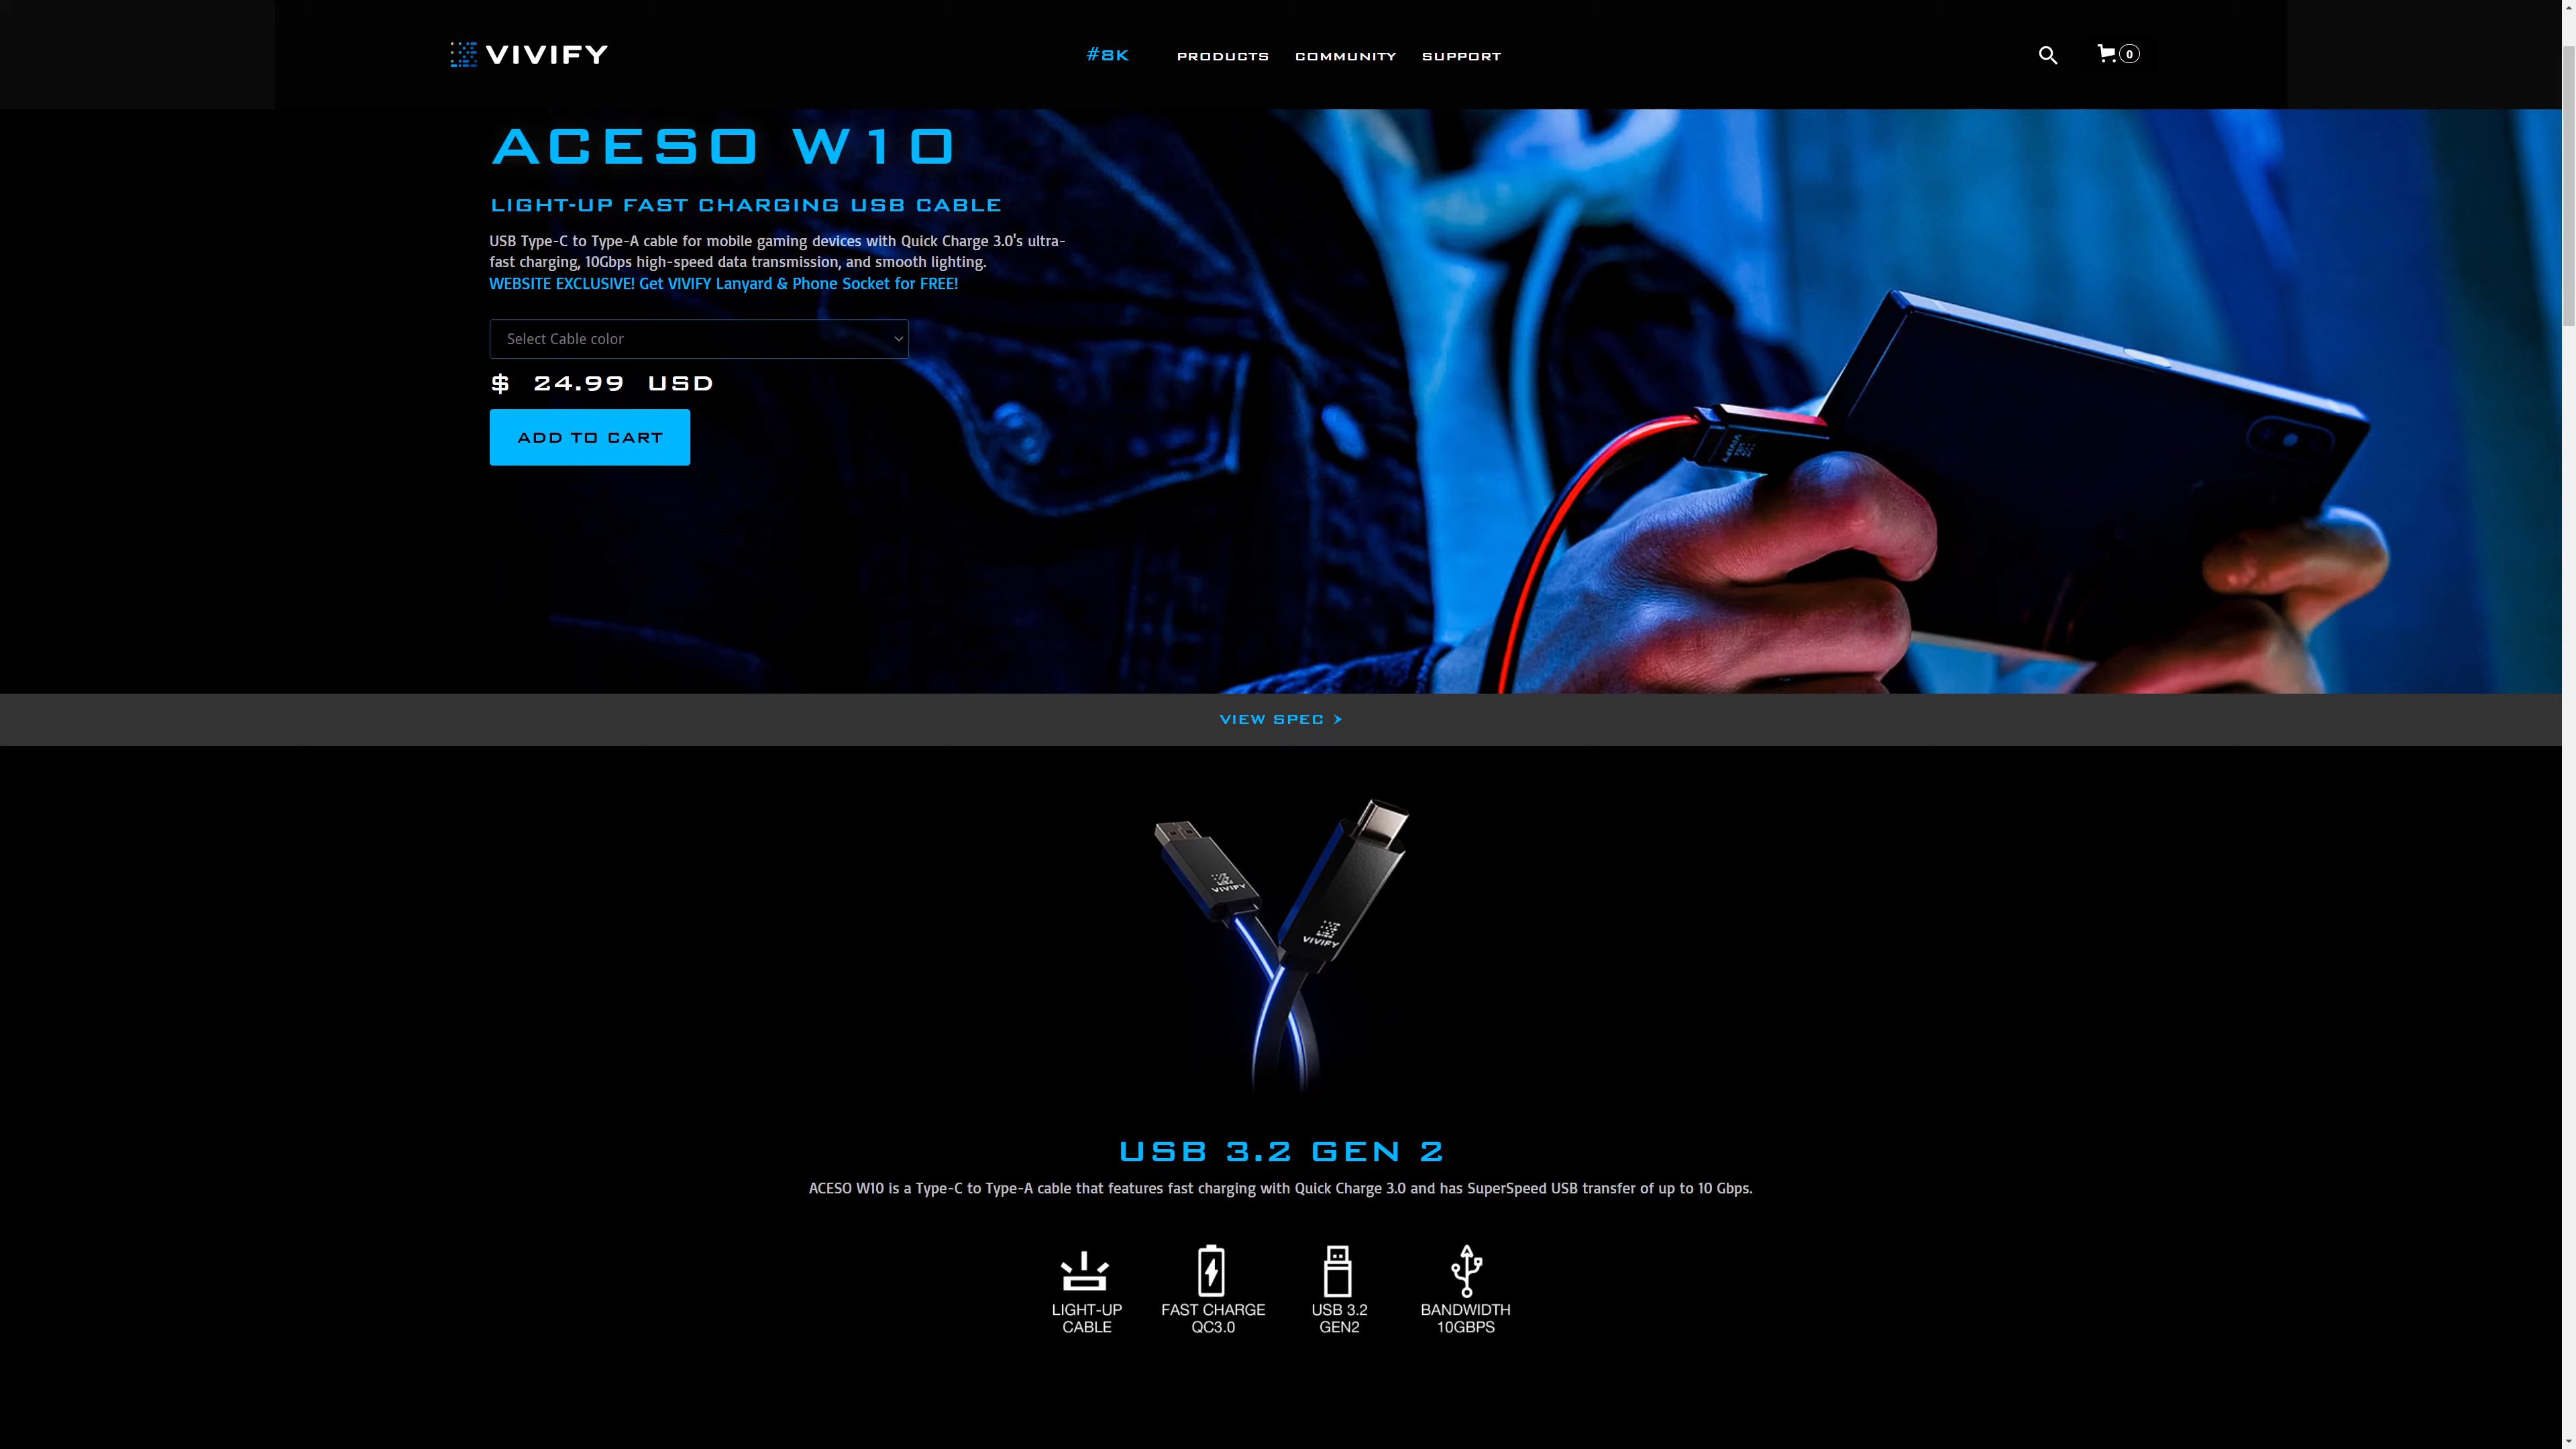 VIVIFY
#8K
PRODUCTS
COMMUNITY
SUPPORT
0
ACESO W10
LIGHT-UP FAST CHARGING USB CABLE
USB Type-C to Type-A cable for mobile gaming devices with Quick Charge 3.0's ultra-
fast charging, 10Gbps high-speed data transmission, and smooth lighting.
WEBSITE EXCLUSIVE! Get VIVIFY Lanyard & Phone Socket for FREE!
Select Cable color
$ 24.99 USD
ADD TO CART
VIVIFY
VIEW SPEC >
VIVIFY
VIVIFY
USB 3.2 GEN 2
ACESO W10 is a Type-C to Type-A cable that features fast charging with Quick Charge 3.0 and has SuperSpeed USB transfer of up to 10 Gbps.
LIGHT-UP
CABLE
FAST CHARGE
QC3.0
USB 3.2
GEN2
BANDWIDTH
10GBPS